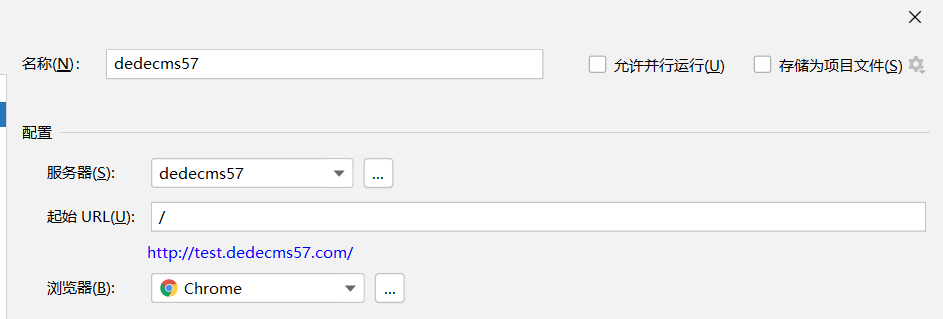 名称(N): dedecms57 允许并行运行(U) 存储为项目文件(S)
配置
服务器(S): dedecms57 ...
起始 URL(U): /
http://test.dedecms57.com/
浏览器(B): Chrome ...